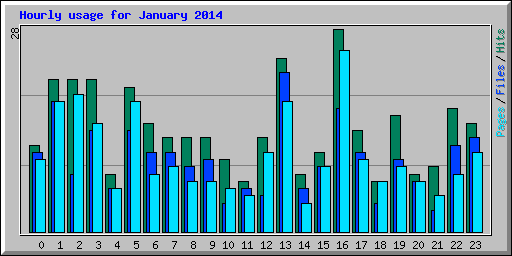 Hourly usage for January 2014
28
Pages/Files/Hits
0 1 2 3 4 5 6 7 8 9 10 11 12 13 14 15 16 17 18 19 20 21 22 23